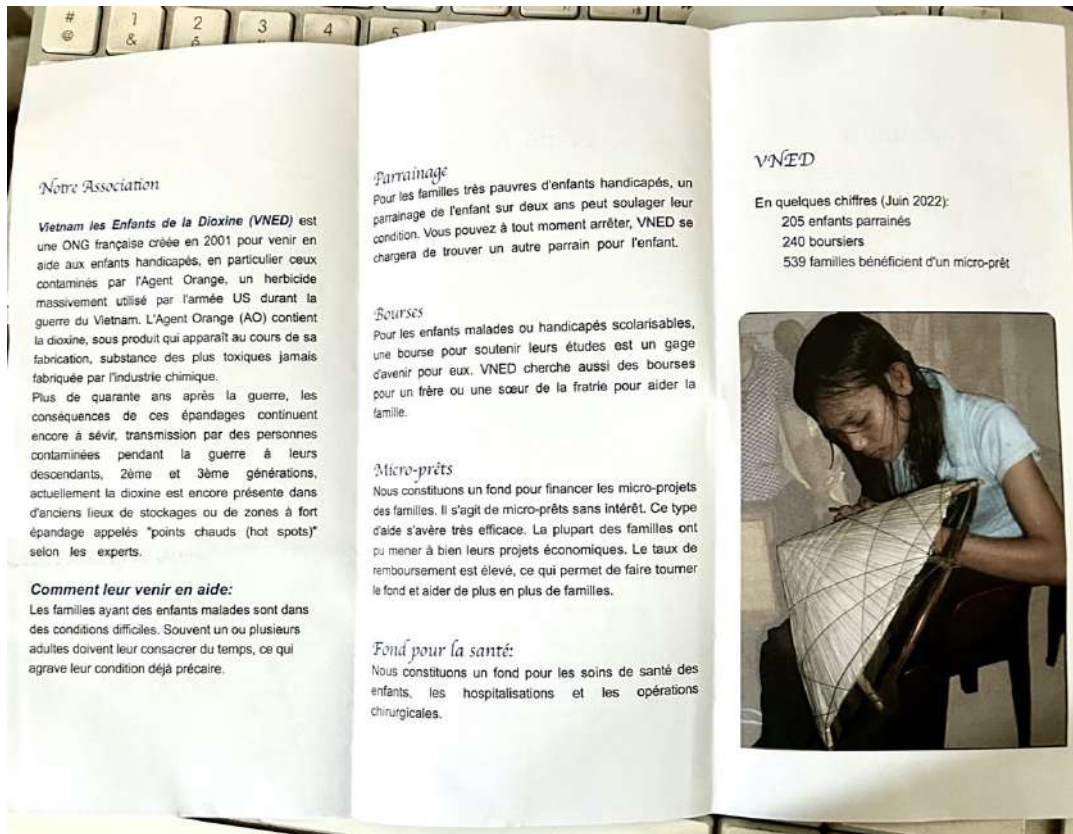 #
@
1
&
2
3
4
5
Notre Association
Vietnam les Enfants de la Dioxine (VNED) est
une ONG française créée en 2001 pour venir en
aide aux enfants handicapés, en particulier ceux
contaminés par l'Agent Orange, un herbicide
massivement utilisé par l'armée US durant la
guerre du Vietnam. L'Agent Orange (AO) contient
la dioxine, sous produit qui apparaît au cours de sa
fabrication, substance des plus toxiques jamais
fabriquée par l'industrie chimique.
Plus de quarante ans après la guerre, les
conséquences de ces épandages continuent
encore à sévir, transmission par des personnes
contaminées pendant la guerre à leurs
descendants, 2ème et 3ème générations,
actuellement la dioxine est encore présente dans
d'anciens lieux de stockages ou de zones à fort
épandage appelés "points chauds (hot spots)"
selon les experts.
Comment leur venir en aide:
Les familles ayant des enfants malades sont dans
des conditions difficiles. Souvent un ou plusieurs
adultes doivent leur consacrer du temps, ce qui
agrave leur condition déjà précaire.
Parrainage
Pour les familles très pauvres d'enfants handicapés, un
parrainage de l'enfant sur deux ans peut soulager leur
condition. Vous pouvez à tout moment arrêter, VNED se
chargera de trouver un autre parrain pour l'enfant.
Bourses
Pour les enfants malades ou handicapés scolarisables,
une bourse pour soutenir leurs études est un gage
d'avenir pour eux. VNED cherche aussi des bourses
pour un frère ou une sœur de la fratrie pour aider la
famille.
Micro-prêts
Nous constituons un fond pour financer les micro-projets
des familles. Il s'agit de micro-prêts sans intérêt. Ce type
d'aide s'avère très efficace. La plupart des familles ont
pu mener à bien leurs projets économiques. Le taux de
remboursement est élevé, ce qui permet de faire tourner
le fond et aider de plus en plus de familles.
Fond pour la santé:
Nous constituons un fond pour les soins de santé des
enfants, les hospitalisations et les opérations
chirurgicales.
VNED
En quelques chiffres (Juin 2022):
205 enfants parrainés
240 boursiers
539 familles bénéficient d'un micro-prêt